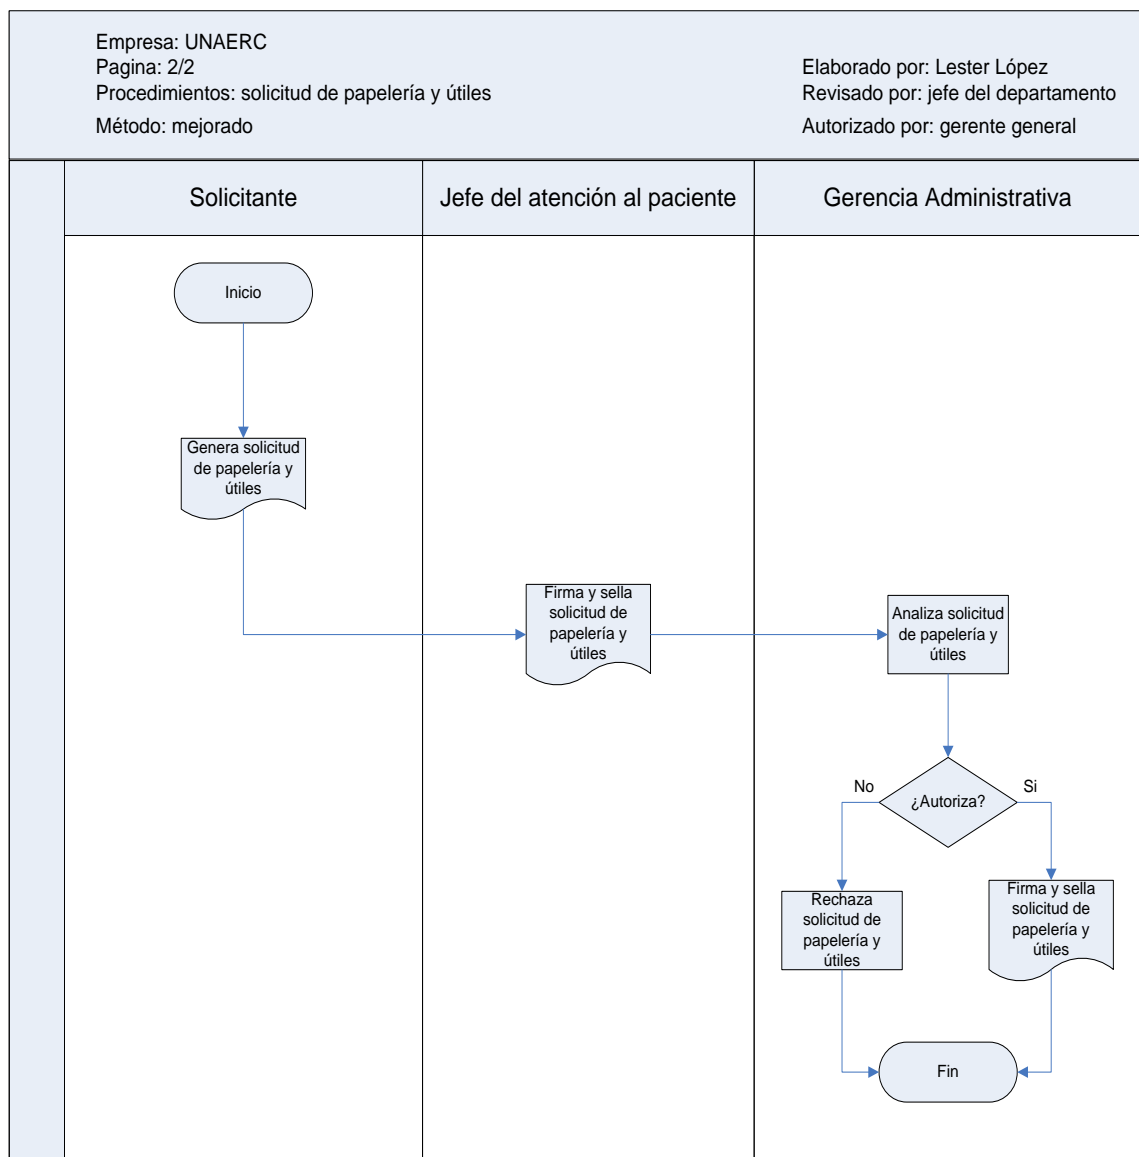 Empresa: UNAERC
Pagina: 2/2
Procedimientos: solicitud de papelería y útiles
Método: mejorado
Elaborado por: Lester López
Revisado por: jefe del departamento
Autorizado por: gerente general
Solicitante
Jefe del atención al paciente
Gerencia Administrativa
Inicio
Genera solicitud
de papelería y
útiles
Firma y sella
solicitud de
papelería y
útiles
Analiza solicitud
de papelería y
útiles
¿Autoriza?
No
Si
Rechaza
solicitud de
papelería y
útiles
Firma y sella
solicitud de
papelería y
útiles
Fin